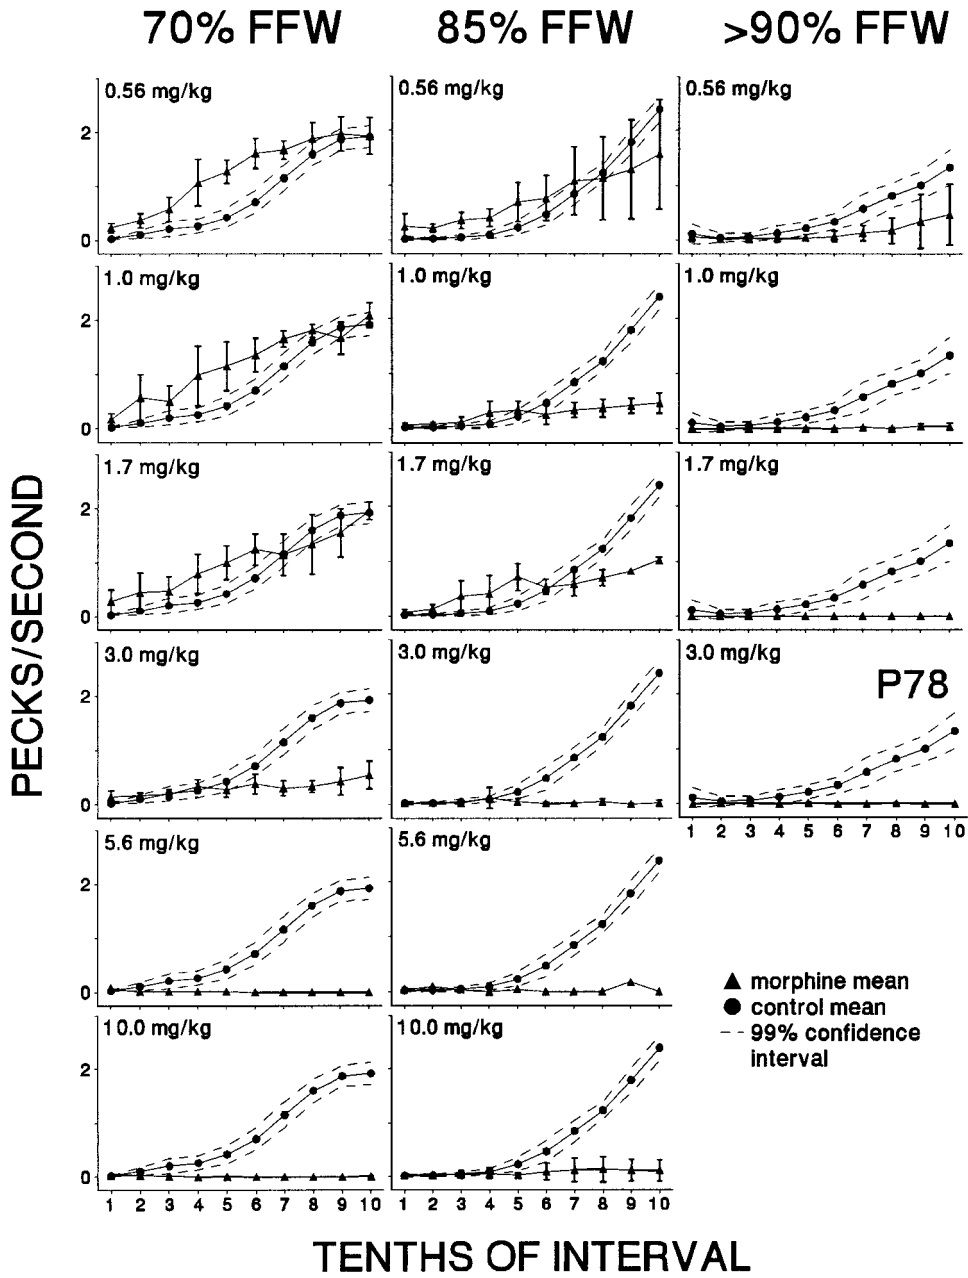 70% FFW 85% FFW >90% FFW
0.56 mg/kg 0.56 mg/kg 0.56 mg/kg
2
0
1.0 mg/kg 1.0 mg/kg 1.0 mg/kg
2
0
1.7 mg/kg 1.7 mg/kg 1.7 mg/kg
2
0
PECKS/SECOND
3.0 mg/kg 3.0 mg/kg 3.0 mg/kg
P78
2
0
1 2 3 4 5 6 7 8 9 10
5.6 mg/kg 5.6 mg/kg
2
0
▲ morphine mean
● control mean
-- 99% confidence
interval
10.0 mg/kg 10.0 mg/kg
2
0
1 2 3 4 5 6 7 8 9 10 1 2 3 4 5 6 7 8 9 10
TENTHS OF INTERVAL